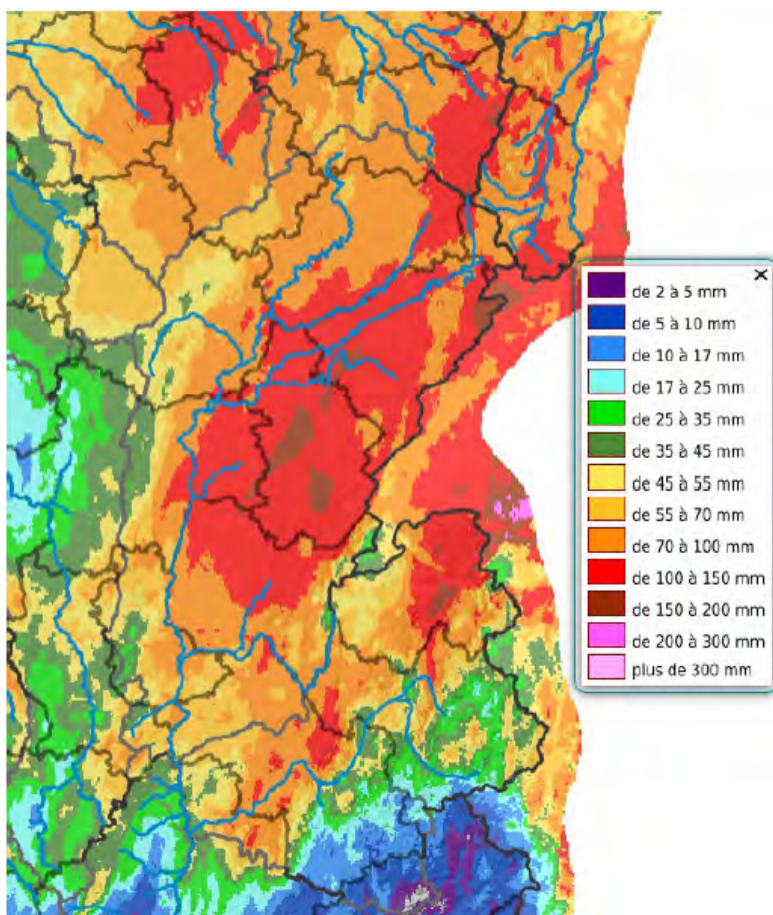 ×
de 2 à 5 mm
de 5 à 10 mm
de 10 à 17 mm
de 17 à 25 mm
de 25 à 35 mm
de 35 à 45 mm
de 45 à 55 mm
de 55 à 70 mm
de 70 à 100 mm
de 100 à 150 mm
de 150 à 200 mm
de 200 à 300 mm
plus de 300 mm